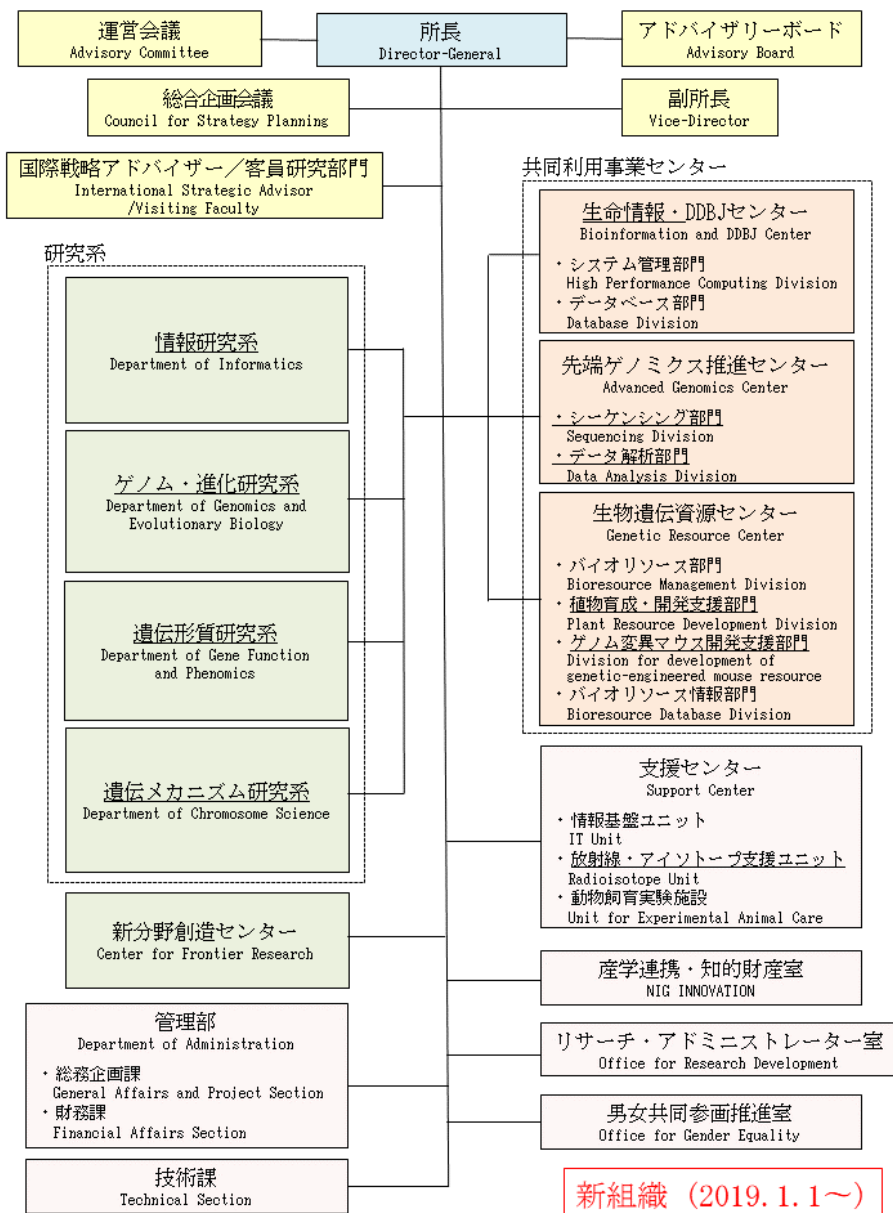 運営会議
Advisory Committee
所長
Director-General
アドバイザリーボード
Advisory Board
総合企画会議
Council for Strategy Planning
副所長
Vice-Director
国際戦略アドバイザー／客員研究部門
International Strategic Advisor
/Visiting Faculty
共同利用事業センター
生命情報・DDBJセンター
Bioinformation and DDBJ Center
・システム管理部門
High Performance Computing Division
・データベース部門
Database Division
先端ゲノミクス推進センター
Advanced Genomics Center
・シーケンシング部門
Sequencing Division
・データ解析部門
Data Analysis Division
生物遺伝資源センター
Genetic Resource Center
・バイオリソース部門
Bioresource Management Division
・植物育成・開発支援部門
Plant Resource Development Division
・ゲノム変異マウス開発支援部門
Division for development of
genetic-engineered mouse resource
・バイオリソース情報部門
Bioresource Database Division
研究系
情報研究系
Department of Informatics
ゲノム・進化研究系
Department of Genomics and
Evolutionary Biology
遺伝形質研究系
Department of Gene Function
and Phenomics
遺伝メカニズム研究系
Department of Chromosome Science
新分野創造センター
Center for Frontier Research
支援センター
Support Center
・情報基盤ユニット
IT Unit
・放射線・アイソトープ支援ユニット
Radioisotope Unit
・動物飼育実験施設
Unit for Experimental Animal Care
産学連携・知的財産室
NIG INNOVATION
管理部
Department of Administration
・総務企画課
General Affairs and Project Section
・財務課
Financial Affairs Section
リサーチ・アドミニストレーター室
Office for Research Development
男女共同参画推進室
Office for Gender Equality
技術課
Technical Section
新組織 (2019.1.1～)